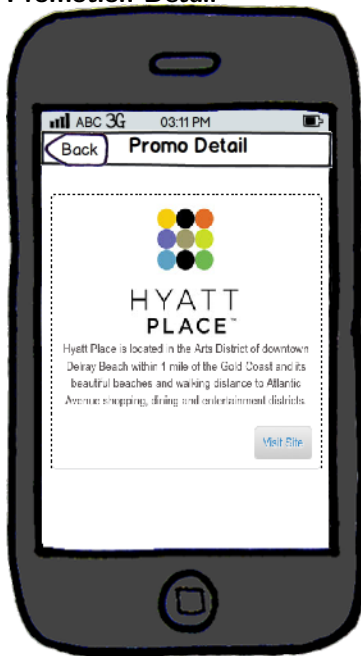 Promotion Detail
ABC 3G 03:11 PM
Back Promo Detail
HYATT
PLACE™
Hyatt Place is located in the Arts District of downtown
Delray Beach within 1 mile of the Gold Coast and its
beautiful beaches and walking distance to Atlantic
Avenue shopping, dining and entertainment districts.
Visit Site